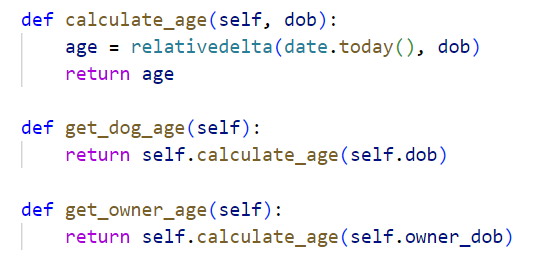 def calculate_age(self, dob):
    age = relativedelta(date.today(), dob)
    return age

def get_dog_age(self):
    return self.calculate_age(self.dob)

def get_owner_age(self):
    return self.calculate_age(self.owner_dob)